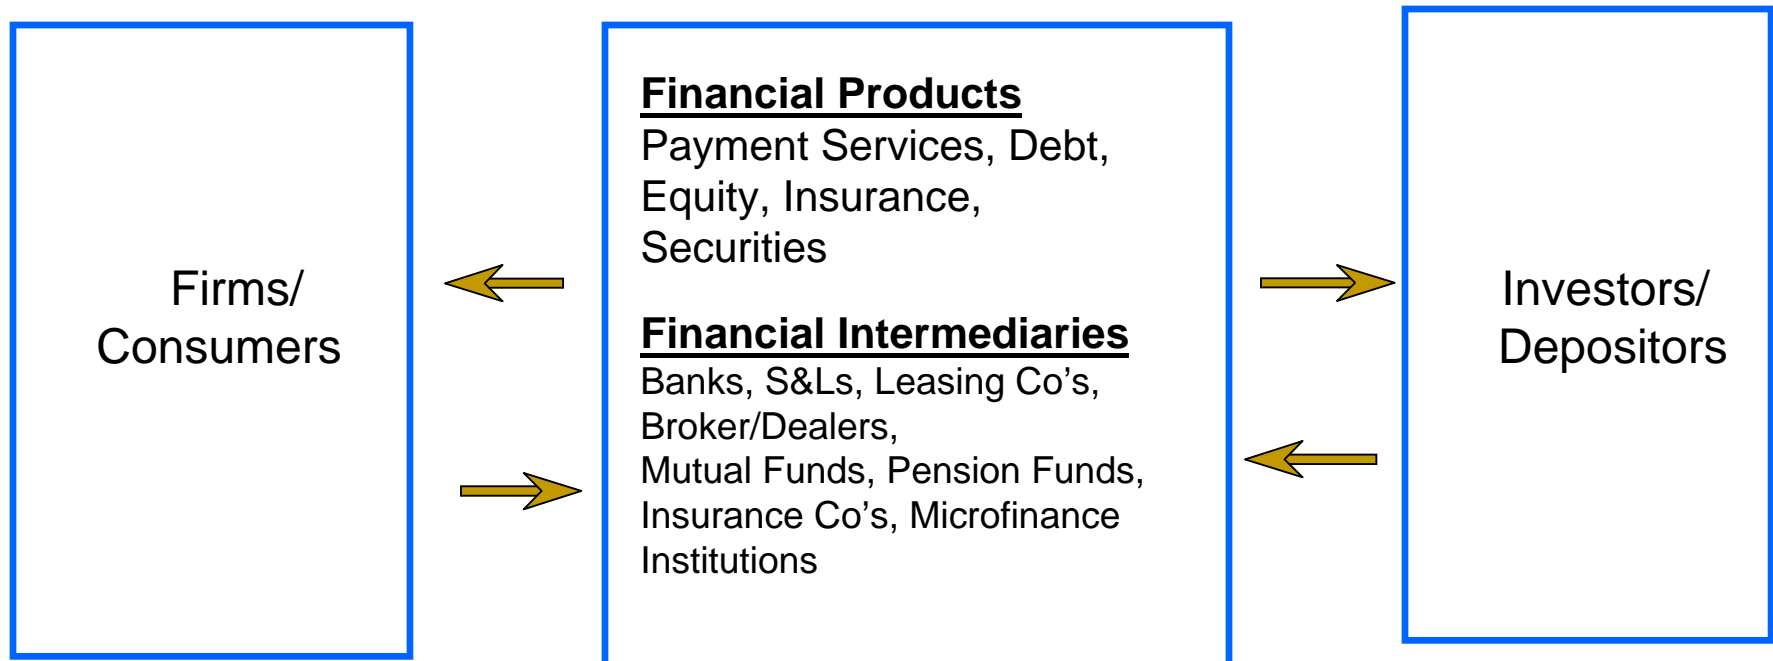 Firms/
Consumers
Financial Products
Payment Services, Debt,
Equity, Insurance,
Securities
Financial Intermediaries
Banks, S&Ls, Leasing Co’s,
Broker/Dealers,
Mutual Funds, Pension Funds,
Insurance Co’s, Microfinance
Institutions
Investors/
Depositors